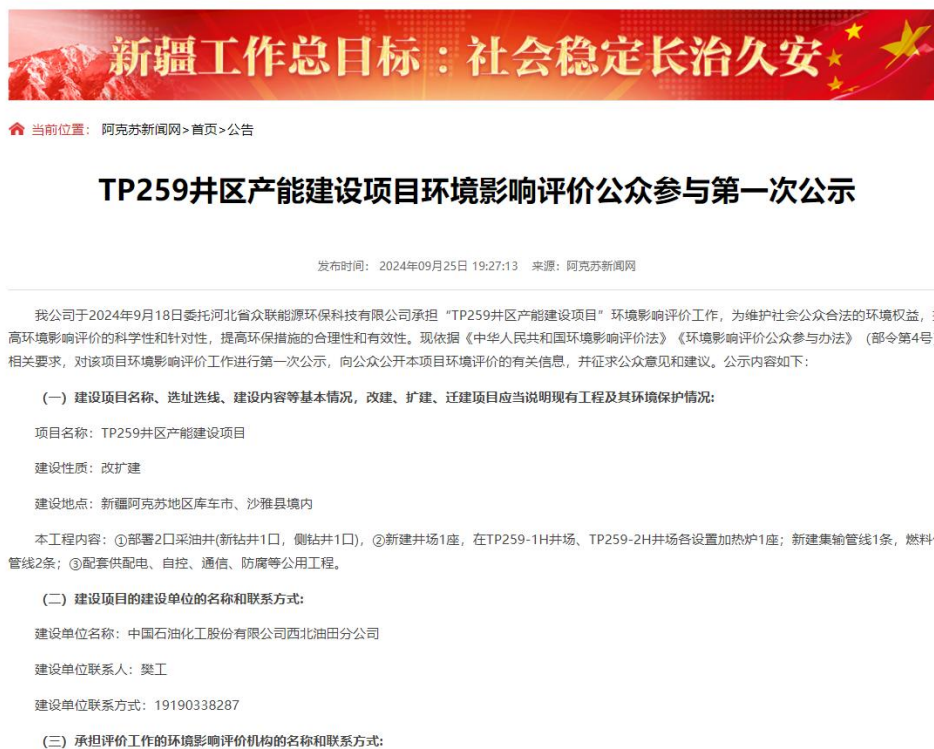 新疆工作总目标：社会稳定长治久安
当前位置： 阿克苏新闻网>首页>公告
TP259井区产能建设项目环境影响评价公众参与第一次公示
发布时间： 2024年09月25日 19:27:13 来源：阿克苏新闻网
我公司于2024年9月18日委托河北省众联能源环保科技有限公司承担“TP259井区产能建设项目”环境影响评价工作，为维护社会公众合法的环境权益，
高环境影响评价的科学性和针对性，提高环保措施的合理性和有效性。现依据《中华人民共和国环境影响评价法》《环境影响评价公众参与办法》（部令第4号
相关要求，对该项目环境影响评价工作进行第一次公示，向公众公开本项目环境评价的有关信息，并征求公众意见和建议。公示内容如下：
（一）建设项目名称、选址选线、建设内容等基本情况，改建、扩建、迁建项目应当说明现有工程及其环境保护情况：
项目名称：TP259井区产能建设项目
建设性质：改扩建
建设地点：新疆阿克苏地区库车市、沙雅县境内
本工程内容：①部署2口采油井(新钻井1口，侧钻井1口)，②新建井场1座，在TP259-1H井场、TP259-2H井场各设置加热炉1座；新建集输管线1条，燃料
管线2条；③配套供配电、自控、通信、防腐等公用工程。
（二）建设项目的建设单位的名称和联系方式：
建设单位名称：中国石油化工股份有限公司西北油田分公司
建设单位联系人：樊工
建设单位联系方式：19190338287
（三）承担评价工作的环境影响评价机构的名称和联系方式：